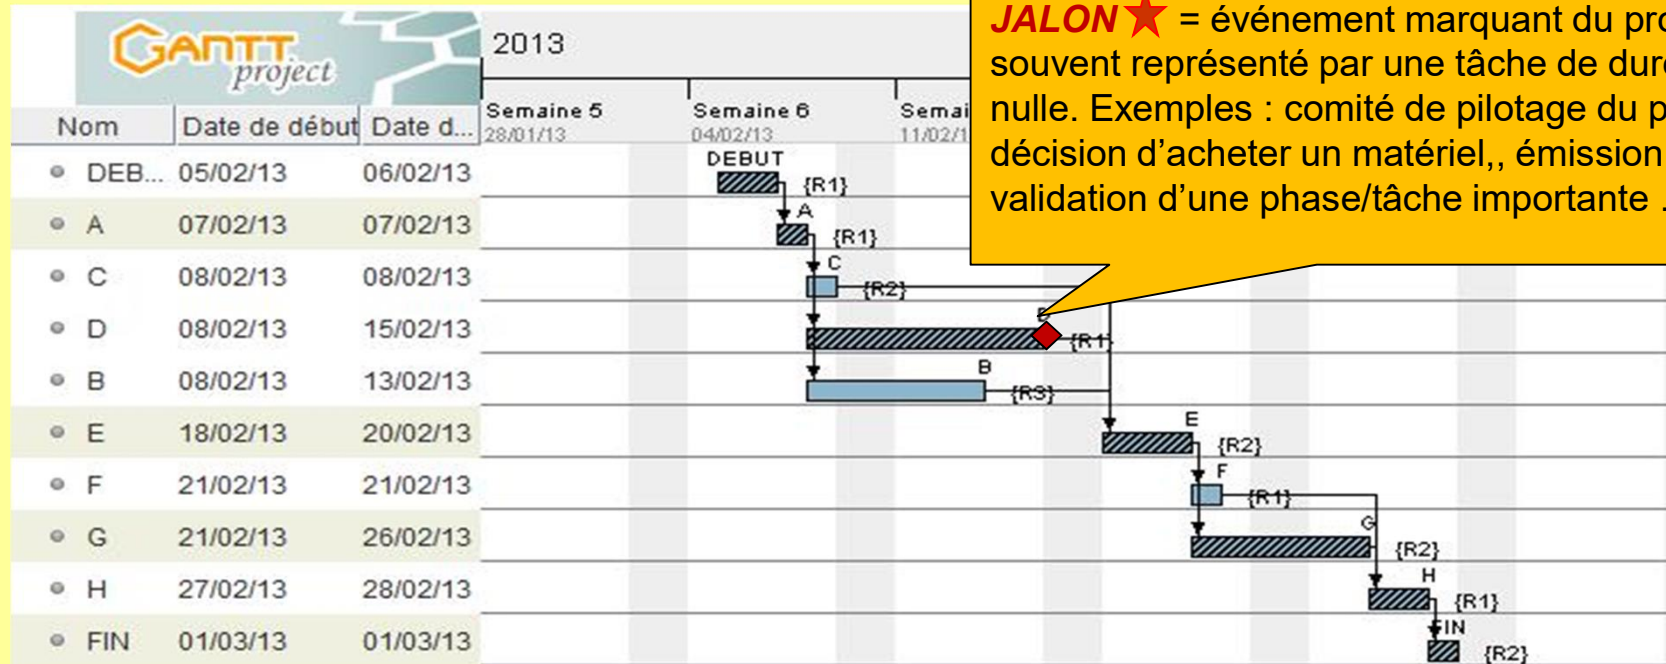 GANTT
project
2013
JALON = événement marquant du pro
souvent représenté par une tâche de dur
nulle. Exemples : comité de pilotage du p
décision d’acheter un matériel,, émission
validation d’une phase/tâche importante .
Nom Date de début Date d...
Semaine 5 Semaine 6 Semai
28/01/13 04/02/13 11/02/1
DEB... 05/02/13 06/02/13 DEBUT {R1}
A 07/02/13 07/02/13 A {R1}
C 08/02/13 08/02/13 C {R2}
D 08/02/13 15/02/13 {R1}
B 08/02/13 13/02/13 B {R3}
E 18/02/13 20/02/13 E {R2}
F 21/02/13 21/02/13 F {R1}
G 21/02/13 26/02/13 G {R2}
H 27/02/13 28/02/13 H {R1}
FIN 01/03/13 01/03/13 FIN {R2}